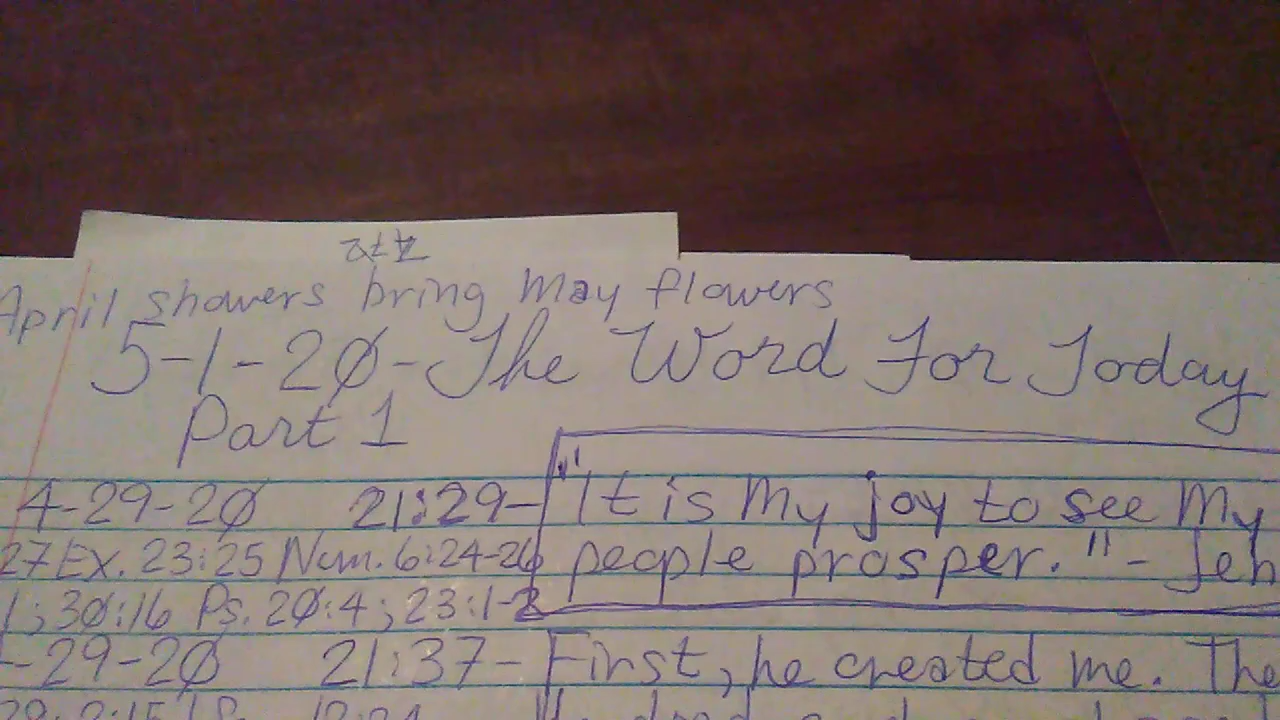 April showers bring May flowers
5-1-20-The Word For Today
Part 1
4-29-20 21:29-"It is My joy to see My
27 Ex. 23:25 Num. 6:24-26 people prosper."-Jeh
1; 30:16 Ps. 20:4; 23:1-2
-29-20 21:37-First, he created me. The